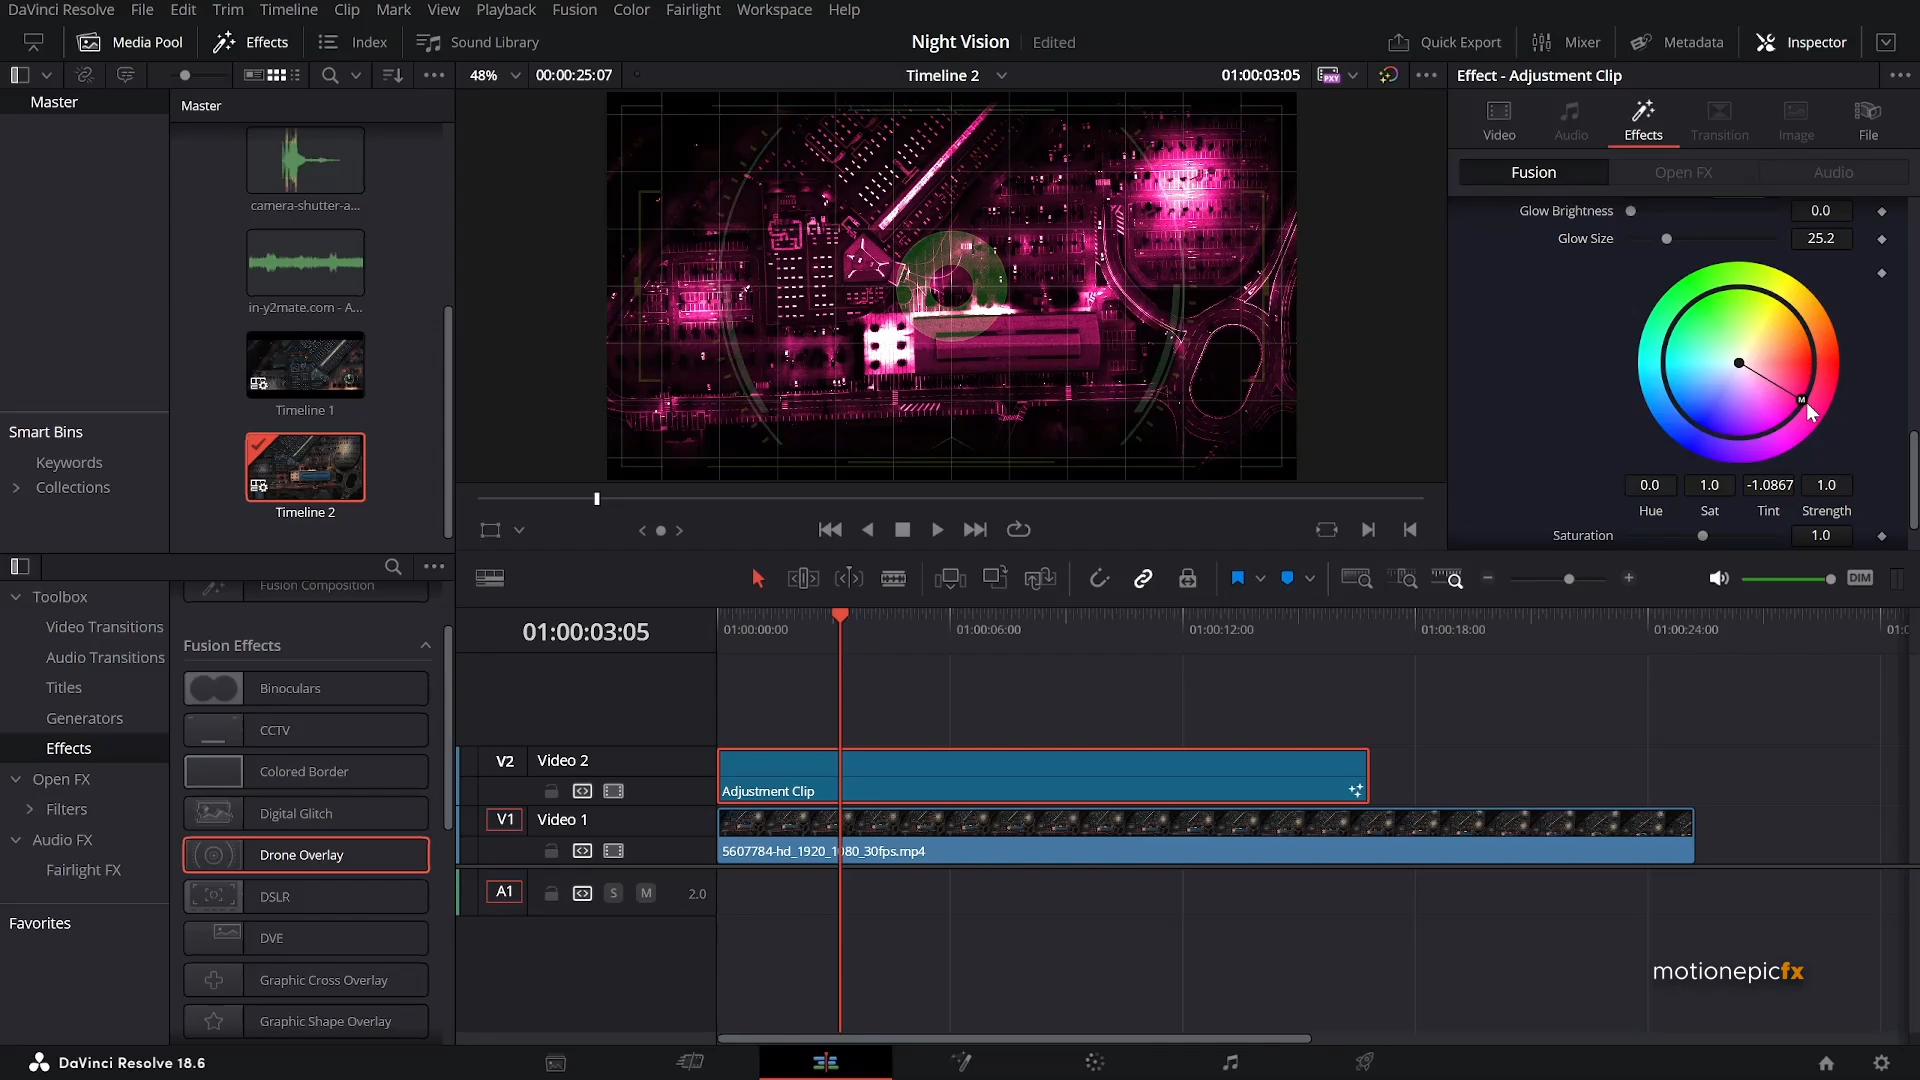 DaVinci Resolve File Edit Trim Timeline Clip Mark View Playback Fusion Color Fairlight Workspace Help
Media Pool Effects Index Sound Library
Night Vision Edited
Quick Export Mixer Metadata Inspector
48% 00:00:25:07 Timeline 2 01:00:03:05
Effect - Adjustment Clip
Master
Master
camera-shutter-a...
in-y2mate.com - A...
Timeline 1
Timeline 2
Smart Bins
Keywords
Collections
Video Audio Effects Transition Image File
Fusion Open FX Audio
Glow Brightness 0.0
Glow Size 25.2
M
0.0 1.0 -1.0867 1.0
Hue Sat Tint Strength
Saturation 1.0
DIM
Toolbox
Video Transitions
Audio Transitions
Titles
Generators
Effects
Open FX
Filters
Audio FX
Fairlight FX
Favorites
Fusion Composition
Fusion Effects
Binoculars
CCTV
Colored Border
Digital Glitch
Drone Overlay
DSLR
DVE
Graphic Cross Overlay
Graphic Shape Overlay
01:00:03:05
01:00:00:00 01:00:06:00 01:00:12:00 01:00:18:00 01:00:24:00
V2 Video 2
Adjustment Clip
V1 Video 1
5607784-hd_1920_1080_30fps.mp4
A1 S M 2.0
motionepicfx
DaVinci Resolve 18.6